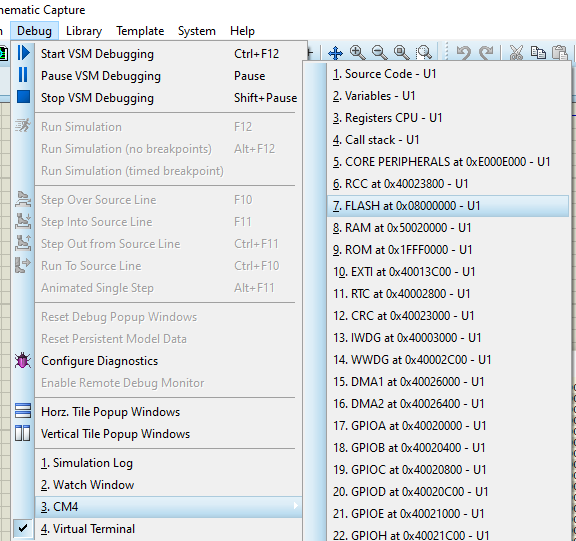 nematic Capture
n Debug Library Template System Help
Start VSM Debugging Ctrl+F12
Pause VSM Debugging Pause
Stop VSM Debugging Shift+Pause
Run Simulation F12
Run Simulation (no breakpoints) Alt+F12
Run Simulation (timed breakpoint)
Step Over Source Line F10
Step Into Source Line F11
Step Out from Source Line Ctrl+F11
Run To Source Line Ctrl+F10
Animated Single Step Alt+F11
Reset Debug Popup Windows
Reset Persistent Model Data
Configure Diagnostics
Enable Remote Debug Monitor
Horz. Tile Popup Windows
Vertical Tile Popup Windows
1. Simulation Log
2. Watch Window
3. CM4
4. Virtual Terminal
1. Source Code - U1
2. Variables - U1
3. Registers CPU - U1
4. Call stack - U1
5. CORE PERIPHERALS at 0xE000E000 - U1
6. RCC at 0x40023800 - U1
7. FLASH at 0x08000000 - U1
8. RAM at 0x50020000 - U1
9. ROM at 0x1FFF0000 - U1
10. EXTI at 0x40013C00 - U1
11. RTC at 0x40002800 - U1
12. CRC at 0x40023000 - U1
13. IWDG at 0x40003000 - U1
14. WWDG at 0x40002C00 - U1
15. DMA1 at 0x40026000 - U1
16. DMA2 at 0x40026400 - U1
17. GPIOA at 0x40020000 - U1
18. GPIOB at 0x40020400 - U1
19. GPIOC at 0x40020800 - U1
20. GPIOD at 0x40020C00 - U1
21. GPIOE at 0x40021000 - U1
22. GPIOH at 0x40021C00 - U1